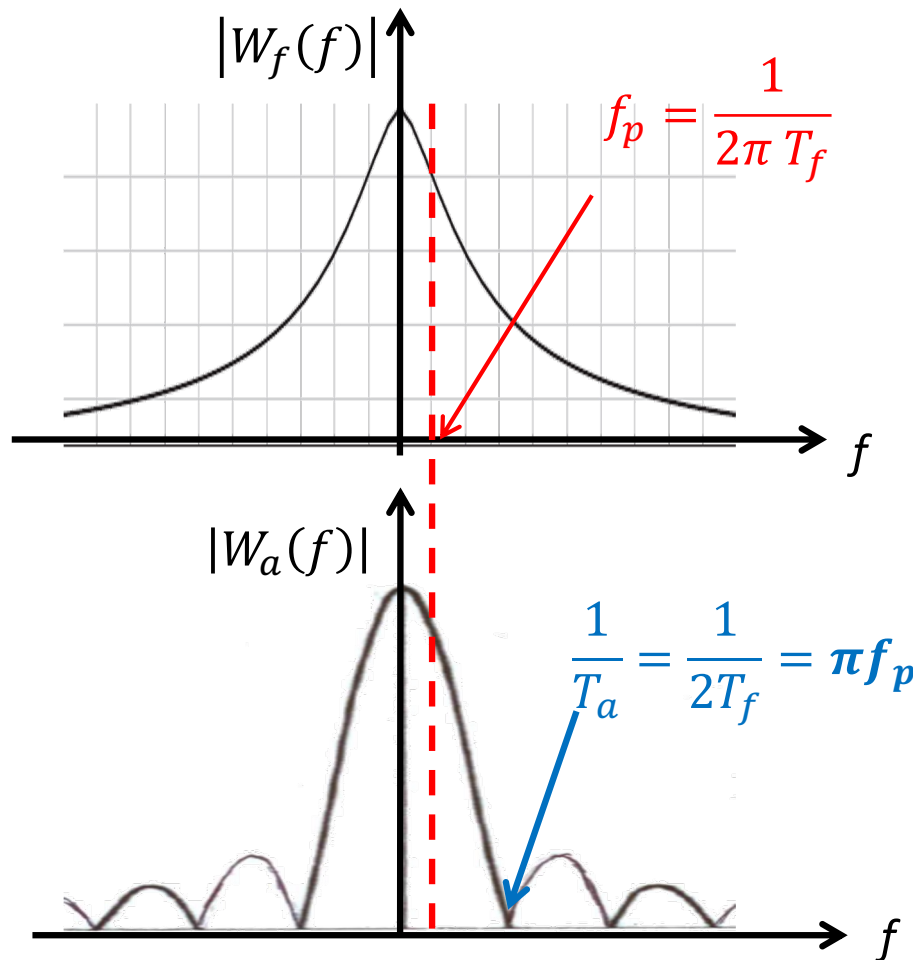 |W_f(f)|
f_p = 1/(2π T_f)
f
|W_a(f)|
1/T_a = 1/(2T_f) = πf_p
f